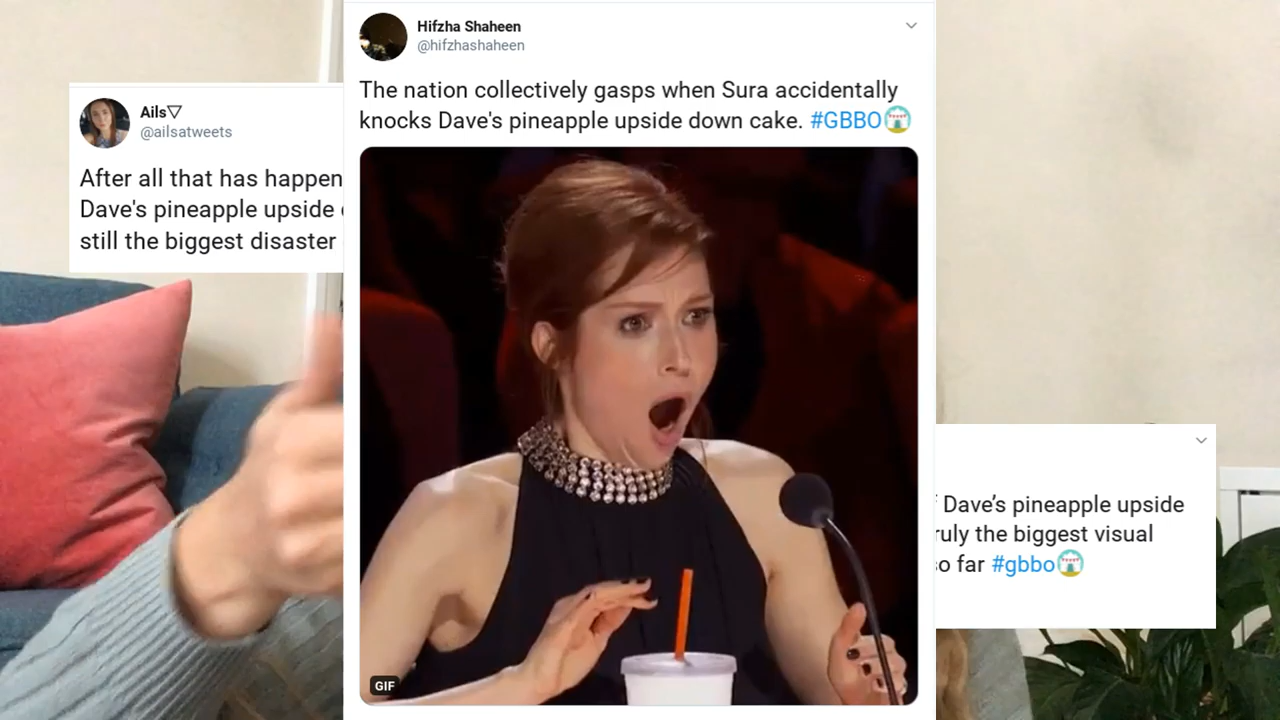 Ails▽
@ailsatweets
After all that has happen
Dave's pineapple upside
still the biggest disaster
Hifzha Shaheen
@hifzhashaheen
The nation collectively gasps when Sura accidentally
knocks Dave's pineapple upside down cake. #GBBO
GIF
Dave’s pineapple upside
ruly the biggest visual
so far #gbbo